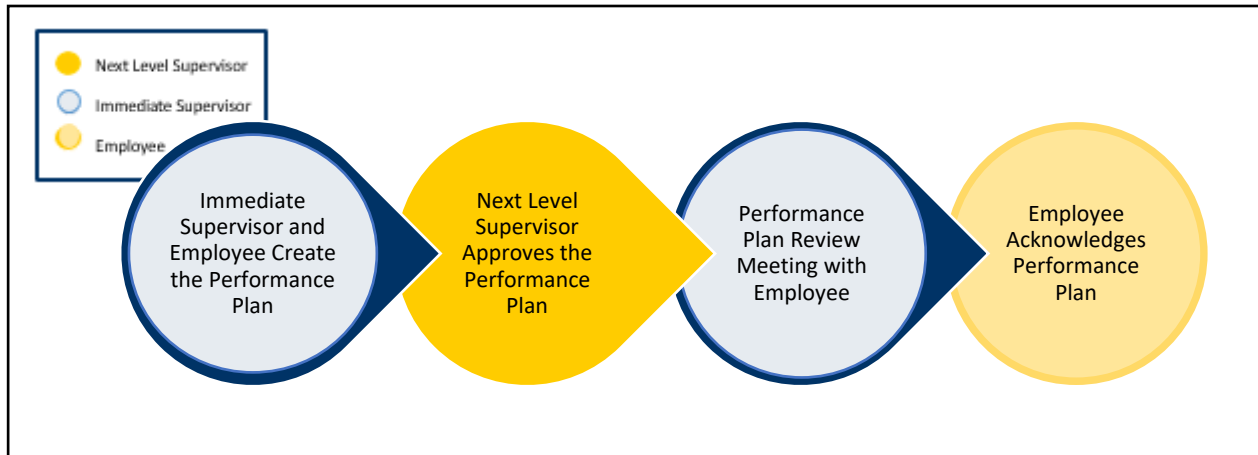 Next Level Supervisor
Immediate Supervisor
Employee
Immediate
Supervisor and
Employee Create
the Performance
Plan
Next Level
Supervisor
Approves the
Performance
Plan
Performance
Plan Review
Meeting with
Employee
Employee
Acknowledges
Performance
Plan